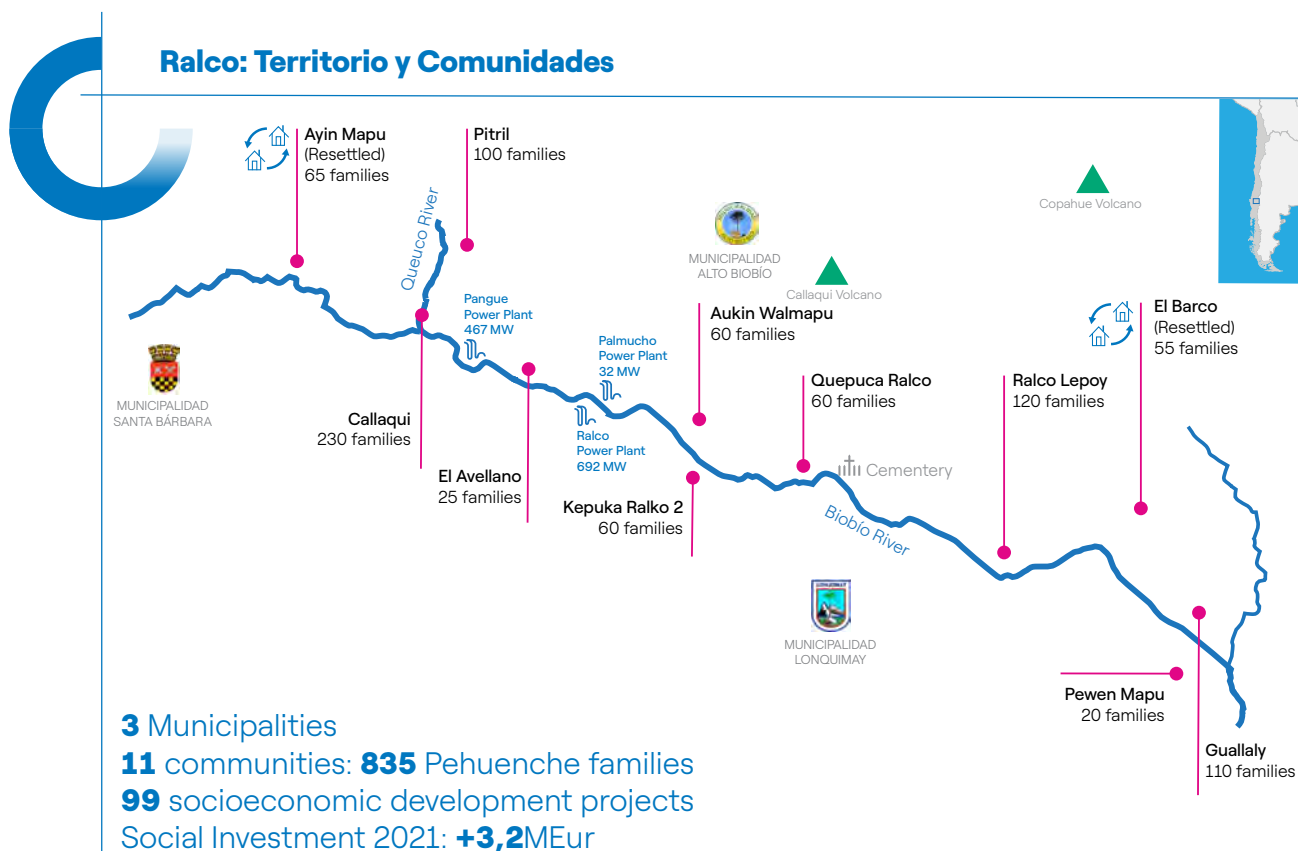 Ralco: Territorio y Comunidades
Ayin Mapu
(Resettled)
65 families
Pitril
100 families
Queuco River
Copahue Volcano
MUNICIPALIDAD
ALTO BIOBÍO
Callaqui Volcano
Pangue
Power Plant
467 MW
Aukin Walmapu
60 families
El Barco
(Resettled)
55 families
Palmucho
Power Plant
32 MW
Quepuca Ralco
60 families
Ralco Lepoy
120 families
MUNICIPALIDAD
SANTA BÁRBARA
Callaqui
230 families
Ralco
Power Plant
692 MW
El Avellano
25 families
Cementery
Kepuka Ralko 2
60 families
Biobío River
MUNICIPALIDAD
LONQUIMAY
Pewen Mapu
20 families
Guallaly
110 families
3 Municipalities
11 communities: 835 Pehuenche families
99 socioeconomic development projects
Social Investment 2021: +3,2MEur